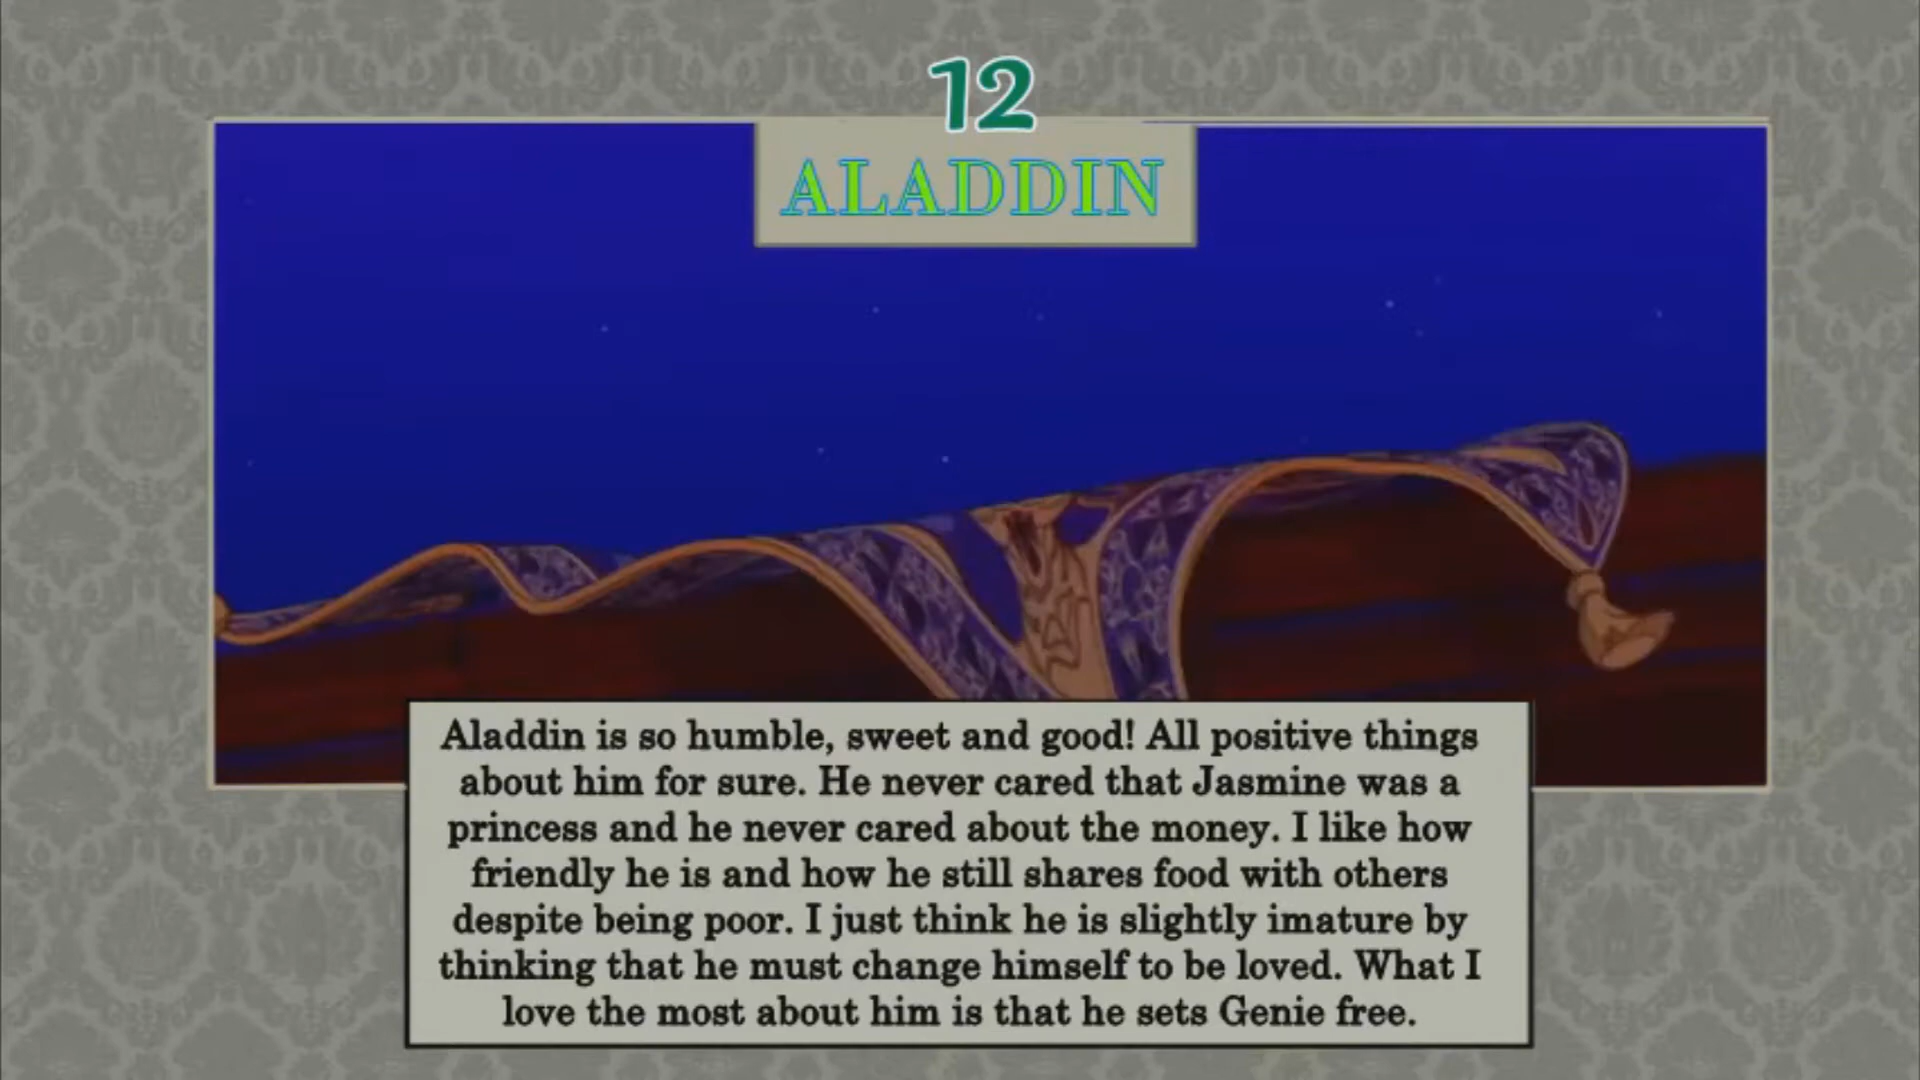 12
ALADDIN
Aladdin is so humble, sweet and good! All positive things
about him for sure. He never cared that Jasmine was a
princess and he never cared about the money. I like how
friendly he is and how he still shares food with others
despite being poor. I just think he is slightly imature by
thinking that he must change himself to be loved. What I
love the most about him is that he sets Genie free.